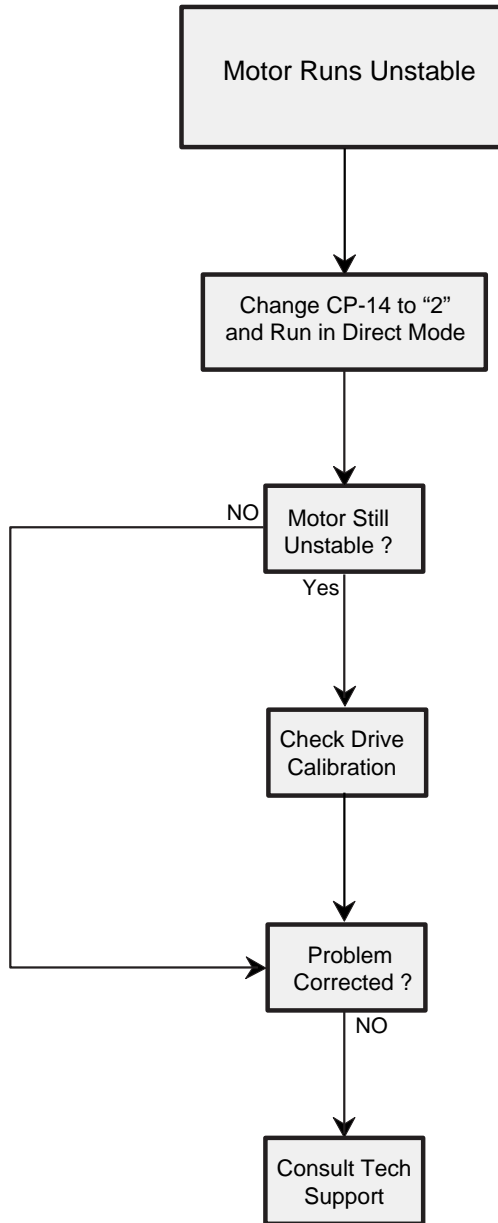 Motor Runs Unstable
Change CP-14 to “2”
and Run in Direct Mode
NO
Motor Still
Unstable ?
Yes
Check Drive
Calibration
Problem
Corrected ?
NO
Consult Tech
Support